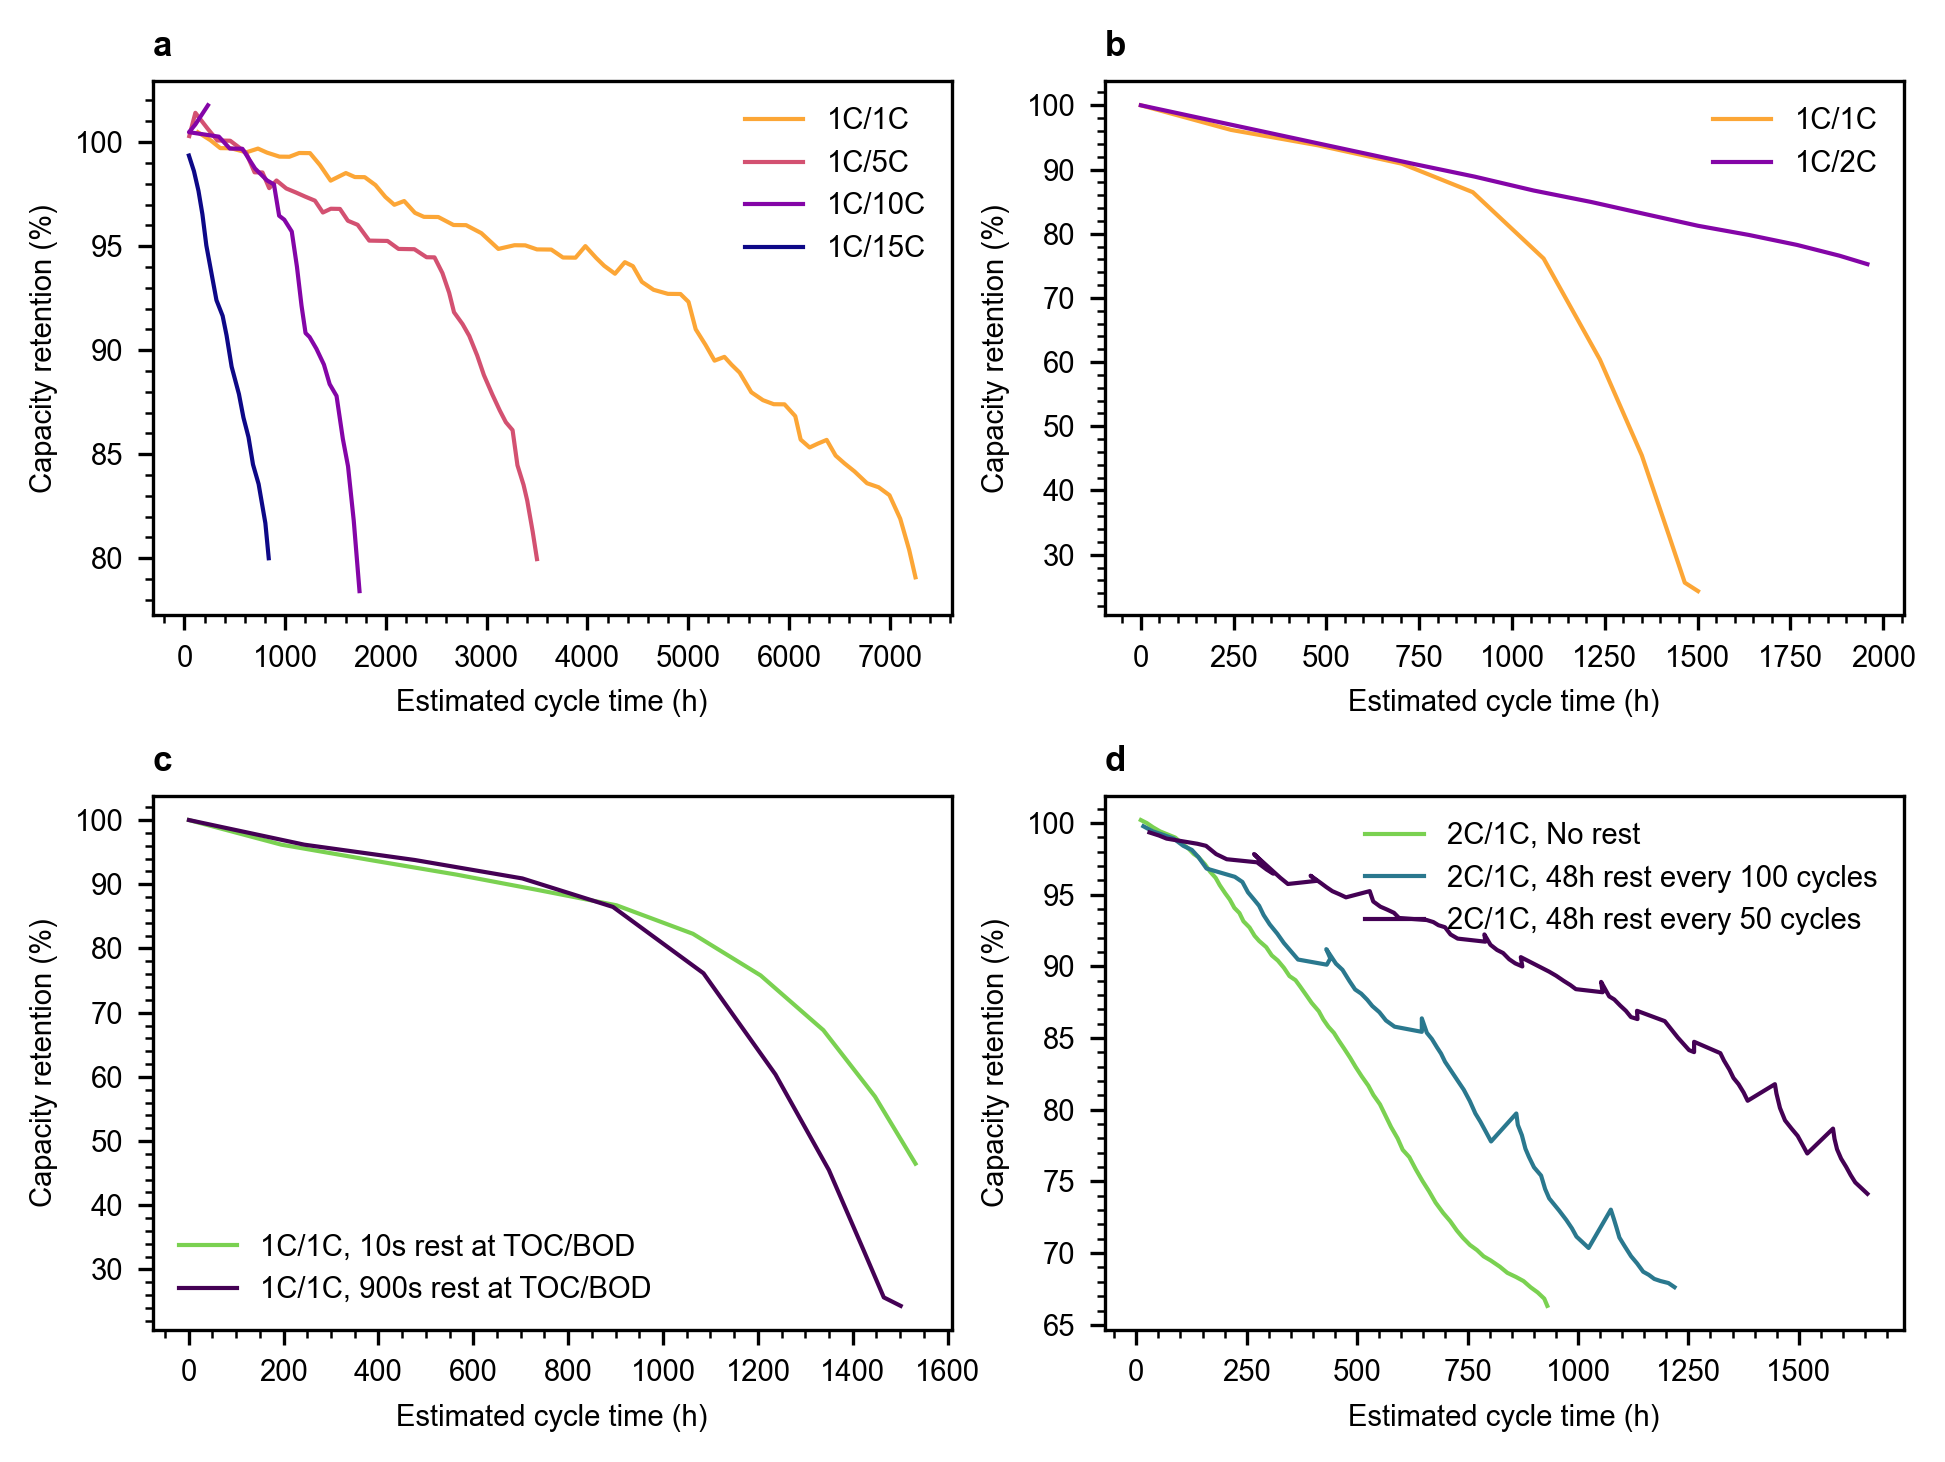 a
Capacity retention (%)
100
95
90
85
80
1C/1C
1C/5C
1C/10C
1C/15C
0 1000 2000 3000 4000 5000 6000 7000
Estimated cycle time (h)
b
Capacity retention (%)
100
90
80
70
60
50
40
30
1C/1C
1C/2C
0 250 500 750 1000 1250 1500 1750 2000
Estimated cycle time (h)
c
Capacity retention (%)
100
90
80
70
60
50
40
30
1C/1C, 10s rest at TOC/BOD
1C/1C, 900s rest at TOC/BOD
0 200 400 600 800 1000 1200 1400 1600
Estimated cycle time (h)
d
Capacity retention (%)
100
95
90
85
80
75
70
65
2C/1C, No rest
2C/1C, 48h rest every 100 cycles
2C/1C, 48h rest every 50 cycles
0 250 500 750 1000 1250 1500
Estimated cycle time (h)